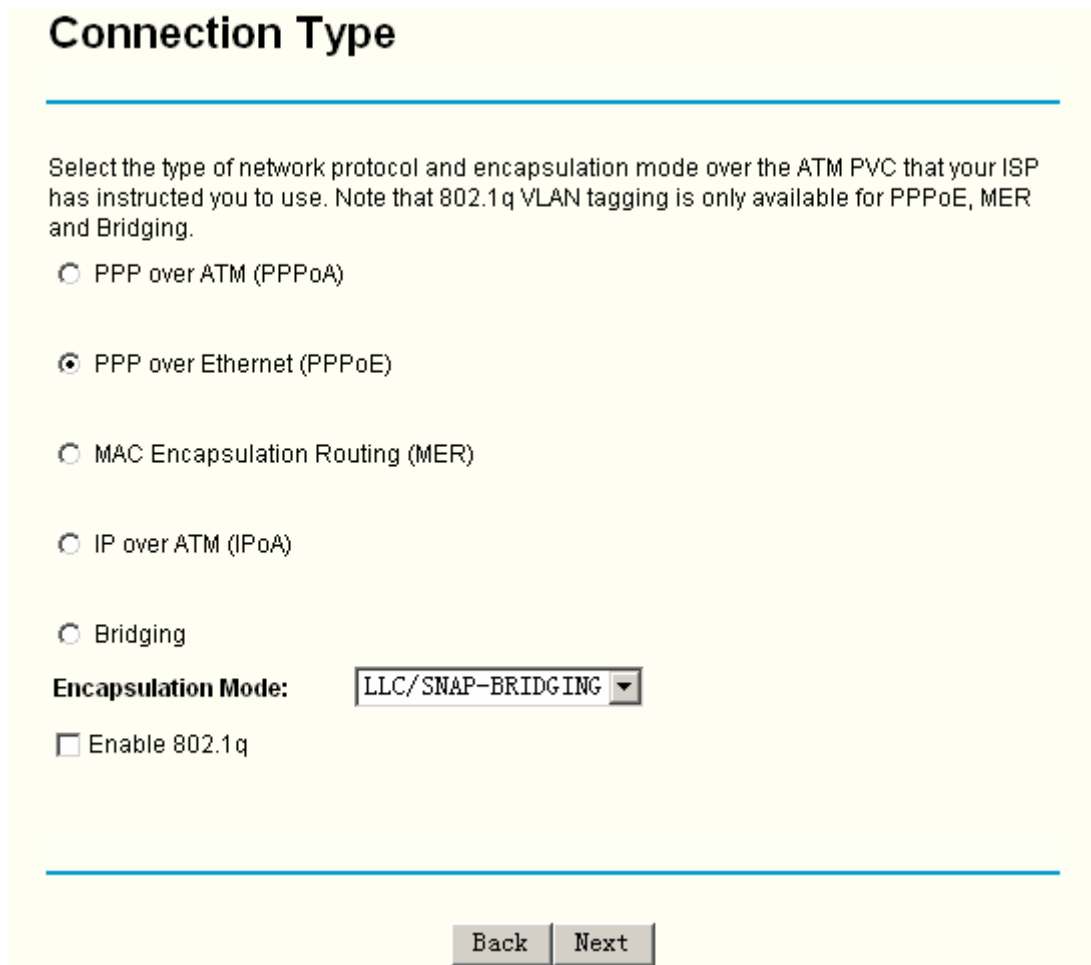 Connection Type
Select the type of network protocol and encapsulation mode over the ATM PVC that your ISP
has instructed you to use. Note that 802.1q VLAN tagging is only available for PPPoE, MER
and Bridging.
PPP over ATM (PPPoA)
PPP over Ethernet (PPPoE)
MAC Encapsulation Routing (MER)
IP over ATM (IPoA)
Bridging
Encapsulation Mode: LLC/SNAP-BRIDGING
Enable 802.1q
Back Next